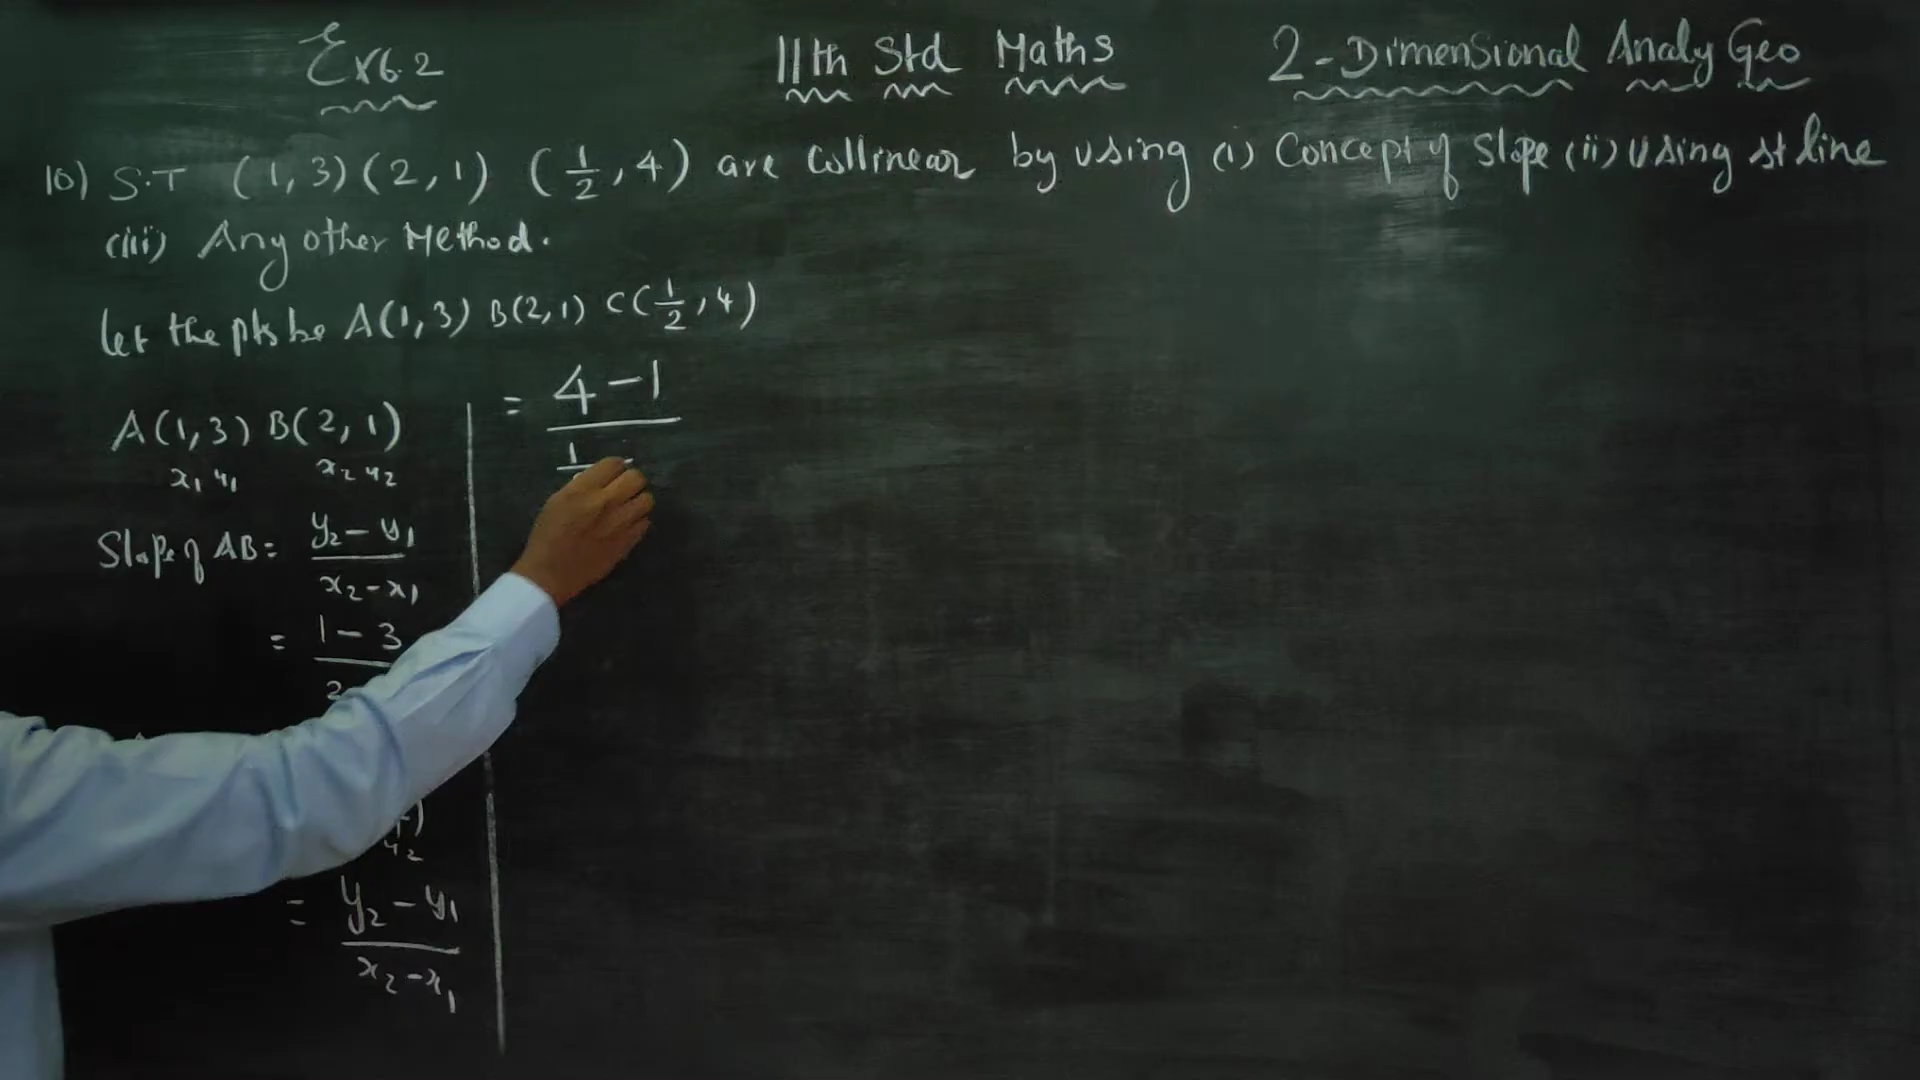 Ex 6.2
11th Std Maths
2-Dimensional Analy Geo
10) S.T (1,3) (2,1) (1/2,4) are Collinear by using (i) Concept of Slope (ii) Using st line
(iii) Any other Method.
Let the pts be A(1,3) B(2,1) C(1/2,4)
A(1,3) B(2,1)
x₁ y₁ x₂ y₂
Slope of AB = y₂ - y₁ / x₂ - x₁
= 1 - 3 / 2
y₂
= y₂ - y₁ / x₂ - x₁
= 4 - 1 / 1